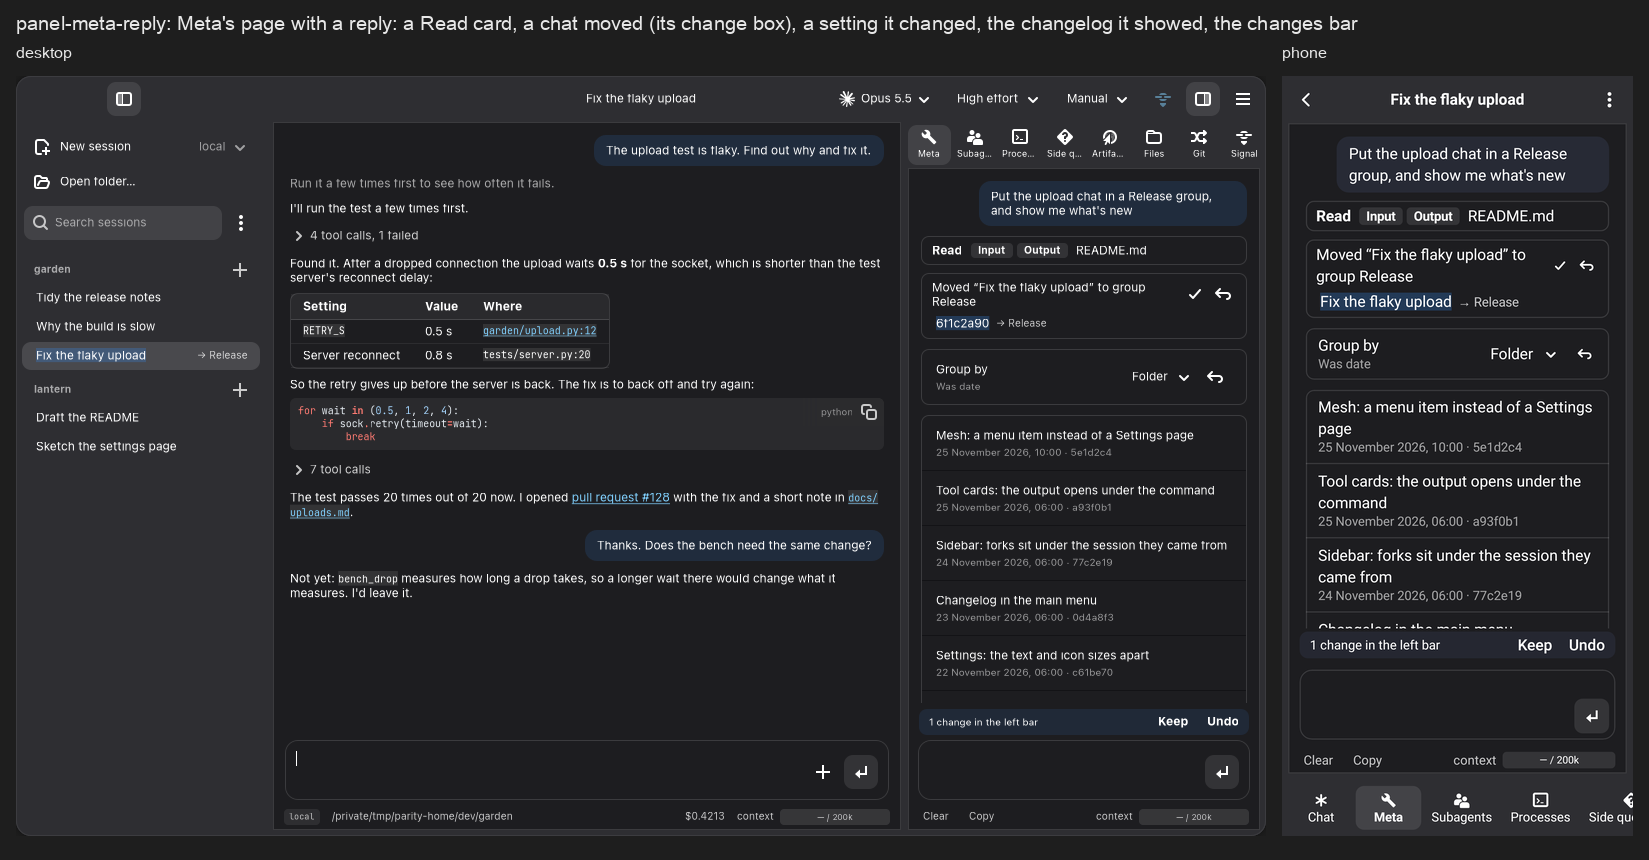 panel-meta-reply: Meta's page with a reply: a Read card, a chat moved (its change box), a setting it changed, the changelog it showed, the changes bar
desktop
Fix the flaky upload
Opus 5.5
High effort
Manual
New session
local
Open folder...
Search sessions
garden
Tidy the release notes
Why the build is slow
Fix the flaky upload
→ Release
lantern
Draft the README
Sketch the settings page
The upload test is flaky. Find out why and fix it.
Run it a few times first to see how often it fails.
I'll run the test a few times first.
4 tool calls, 1 failed
Found it. After a dropped connection the upload waits 0.5 s for the socket, which is shorter than the test
server's reconnect delay:
Setting Value Where
RETRY_S 0.5 s garden/upload.py:12
Server reconnect 0.8 s tests/server.py:20
So the retry gives up before the server is back. The fix is to back off and try again:
python
for wait in (0.5, 1, 2, 4):
if sock.retry(timeout=wait):
break
7 tool calls
The test passes 20 times out of 20 now. I opened pull request #128 with the fix and a short note in docs/
uploads.md.
Thanks. Does the bench need the same change?
Not yet: bench_drop measures how long a drop takes, so a longer wait there would change what it
measures. I'd leave it.
local
/private/tmp/parity-home/dev/garden
$0.4213
context
— / 200k
Meta
Subag...
Proce...
Side q...
Artifa...
Files
Git
Signal
Put the upload chat in a Release group,
and show me what's new
Read Input Output README.md
Moved “Fix the flaky upload” to group
Release
6f1c2a90 → Release
Group by
Was date
Folder
Mesh: a menu item instead of a Settings page
25 November 2026, 10:00 · 5e1d2c4
Tool cards: the output opens under the command
25 November 2026, 06:00 · a93f0b1
Sidebar: forks sit under the session they came from
24 November 2026, 06:00 · 77c2e19
Changelog in the main menu
23 November 2026, 06:00 · 0d4a8f3
Settings: the text and icon sizes apart
22 November 2026, 06:00 · c61be70
1 change in the left bar
Keep
Undo
Clear
Copy
context
— / 200k
phone
Fix the flaky upload
Put the upload chat in a Release
group, and show me what's new
Read Input Output README.md
Moved “Fix the flaky upload” to
group Release
Fix the flaky upload → Release
Group by
Was date
Folder
Mesh: a menu item instead of a Settings
page
25 November 2026, 10:00 · 5e1d2c4
Tool cards: the output opens under the
command
25 November 2026, 06:00 · a93f0b1
Sidebar: forks sit under the session they
came from
24 November 2026, 06:00 · 77c2e19
Changelog in the main menu
1 change in the left bar
Keep
Undo
Clear
Copy
context
— / 200k
Chat
Meta
Subagents
Processes
Side qu